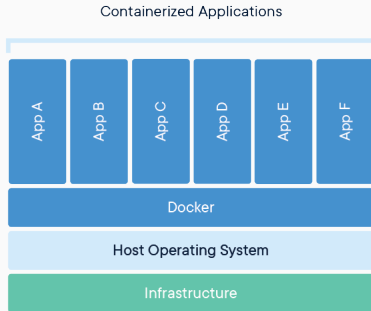 Containerized Applications
App A
App B
App C
App D
App E
App F
Docker
Host Operating System
Infrastructure